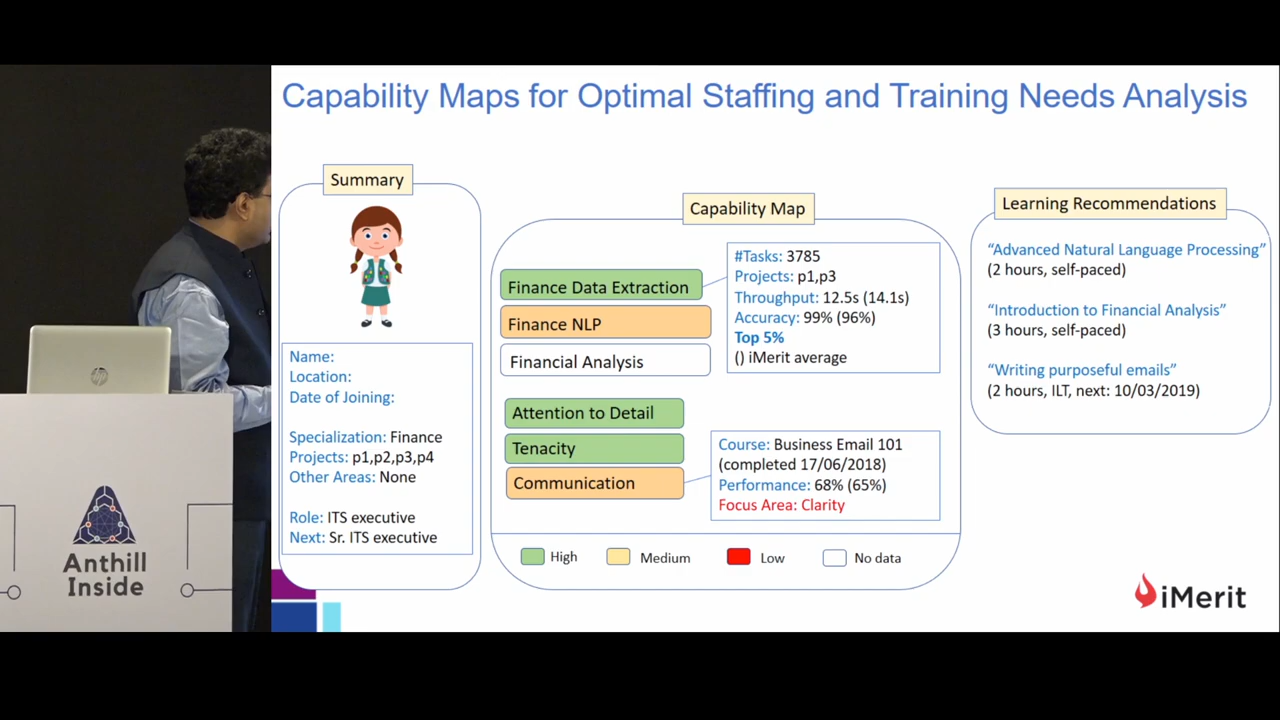 Capability Maps for Optimal Staffing and Training Needs Analysis
Summary
Name:
Location:
Date of Joining:
Specialization: Finance
Projects: p1,p2,p3,p4
Other Areas: None
Role: ITS executive
Next: Sr. ITS executive
Capability Map
Finance Data Extraction
Finance NLP
Financial Analysis
#Tasks: 3785
Projects: p1,p3
Throughput: 12.5s (14.1s)
Accuracy: 99% (96%)
Top 5%
() iMerit average
Attention to Detail
Tenacity
Communication
Course: Business Email 101
(completed 17/06/2018)
Performance: 68% (65%)
Focus Area: Clarity
High
Medium
Low
No data
Learning Recommendations
“Advanced Natural Language Processing”
(2 hours, self-paced)
“Introduction to Financial Analysis”
(3 hours, self-paced)
“Writing purposeful emails”
(2 hours, ILT, next: 10/03/2019)
iMerit
hp
Anthill
Inside